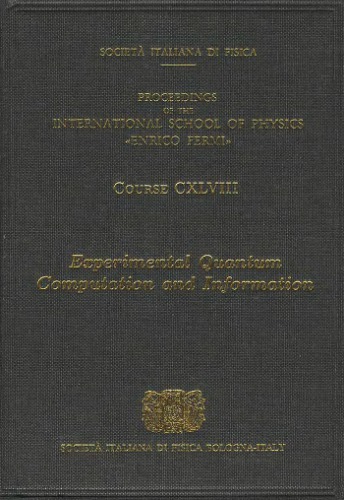 SOCIETÀ ITALIANA DI FISICA
PROCEEDINGS
OF THE
INTERNATIONAL SCHOOL OF PHYSICS
«ENRICO FERMI»
COURSE CXLVIII
Experimental Quantum
Computation and Information
SOCIETÀ ITALIANA DI FISICA BOLOGNA-ITALY